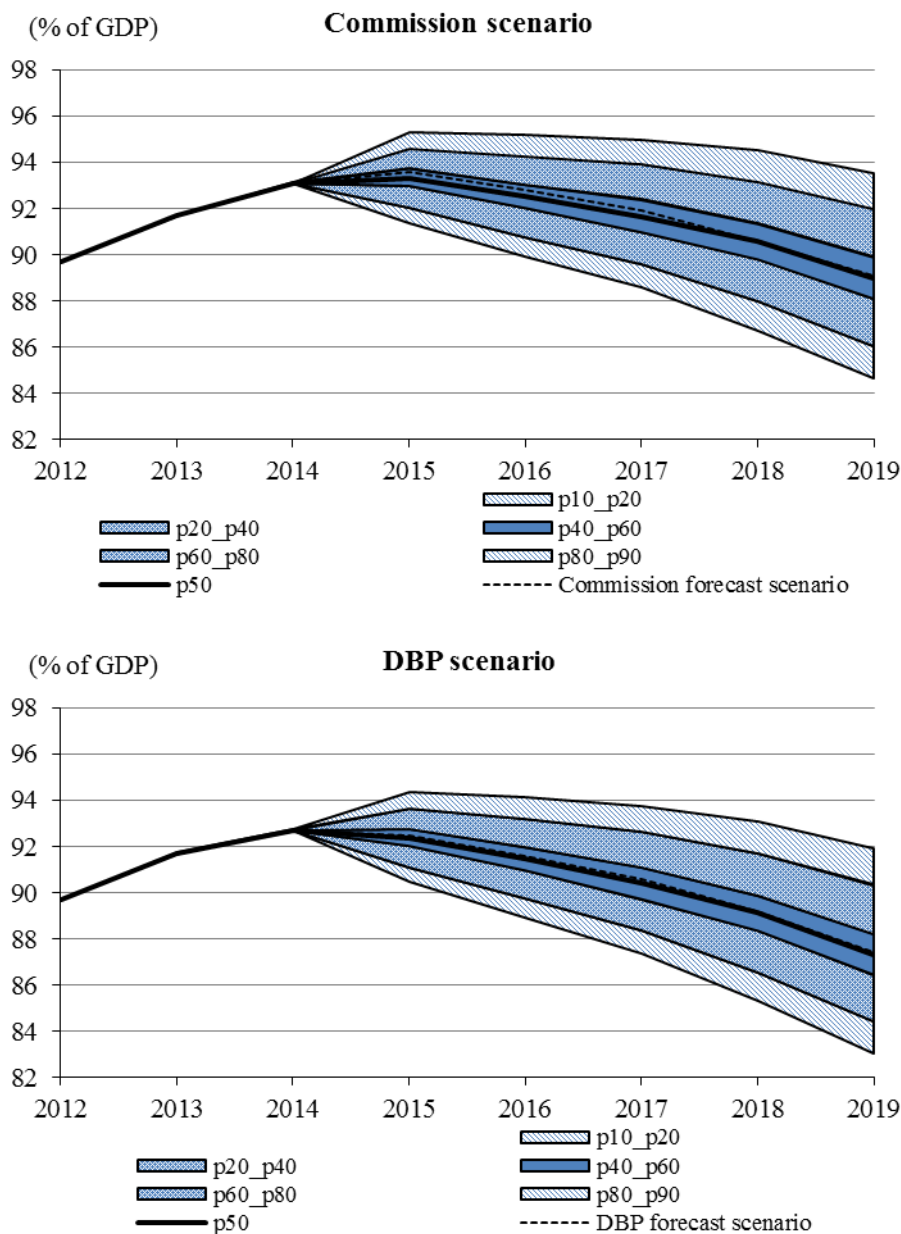 (% of GDP)
Commission scenario
98
96
94
92
90
88
86
84
82
2012 2013 2014 2015 2016 2017 2018 2019
p10_p20
p20_p40 p40_p60
p60_p80 p80_p90
p50 Commission forecast scenario
(% of GDP)
DBP scenario
98
96
94
92
90
88
86
84
82
2012 2013 2014 2015 2016 2017 2018 2019
p10_p20
p20_p40 p40_p60
p60_p80 p80_p90
p50 DBP forecast scenario